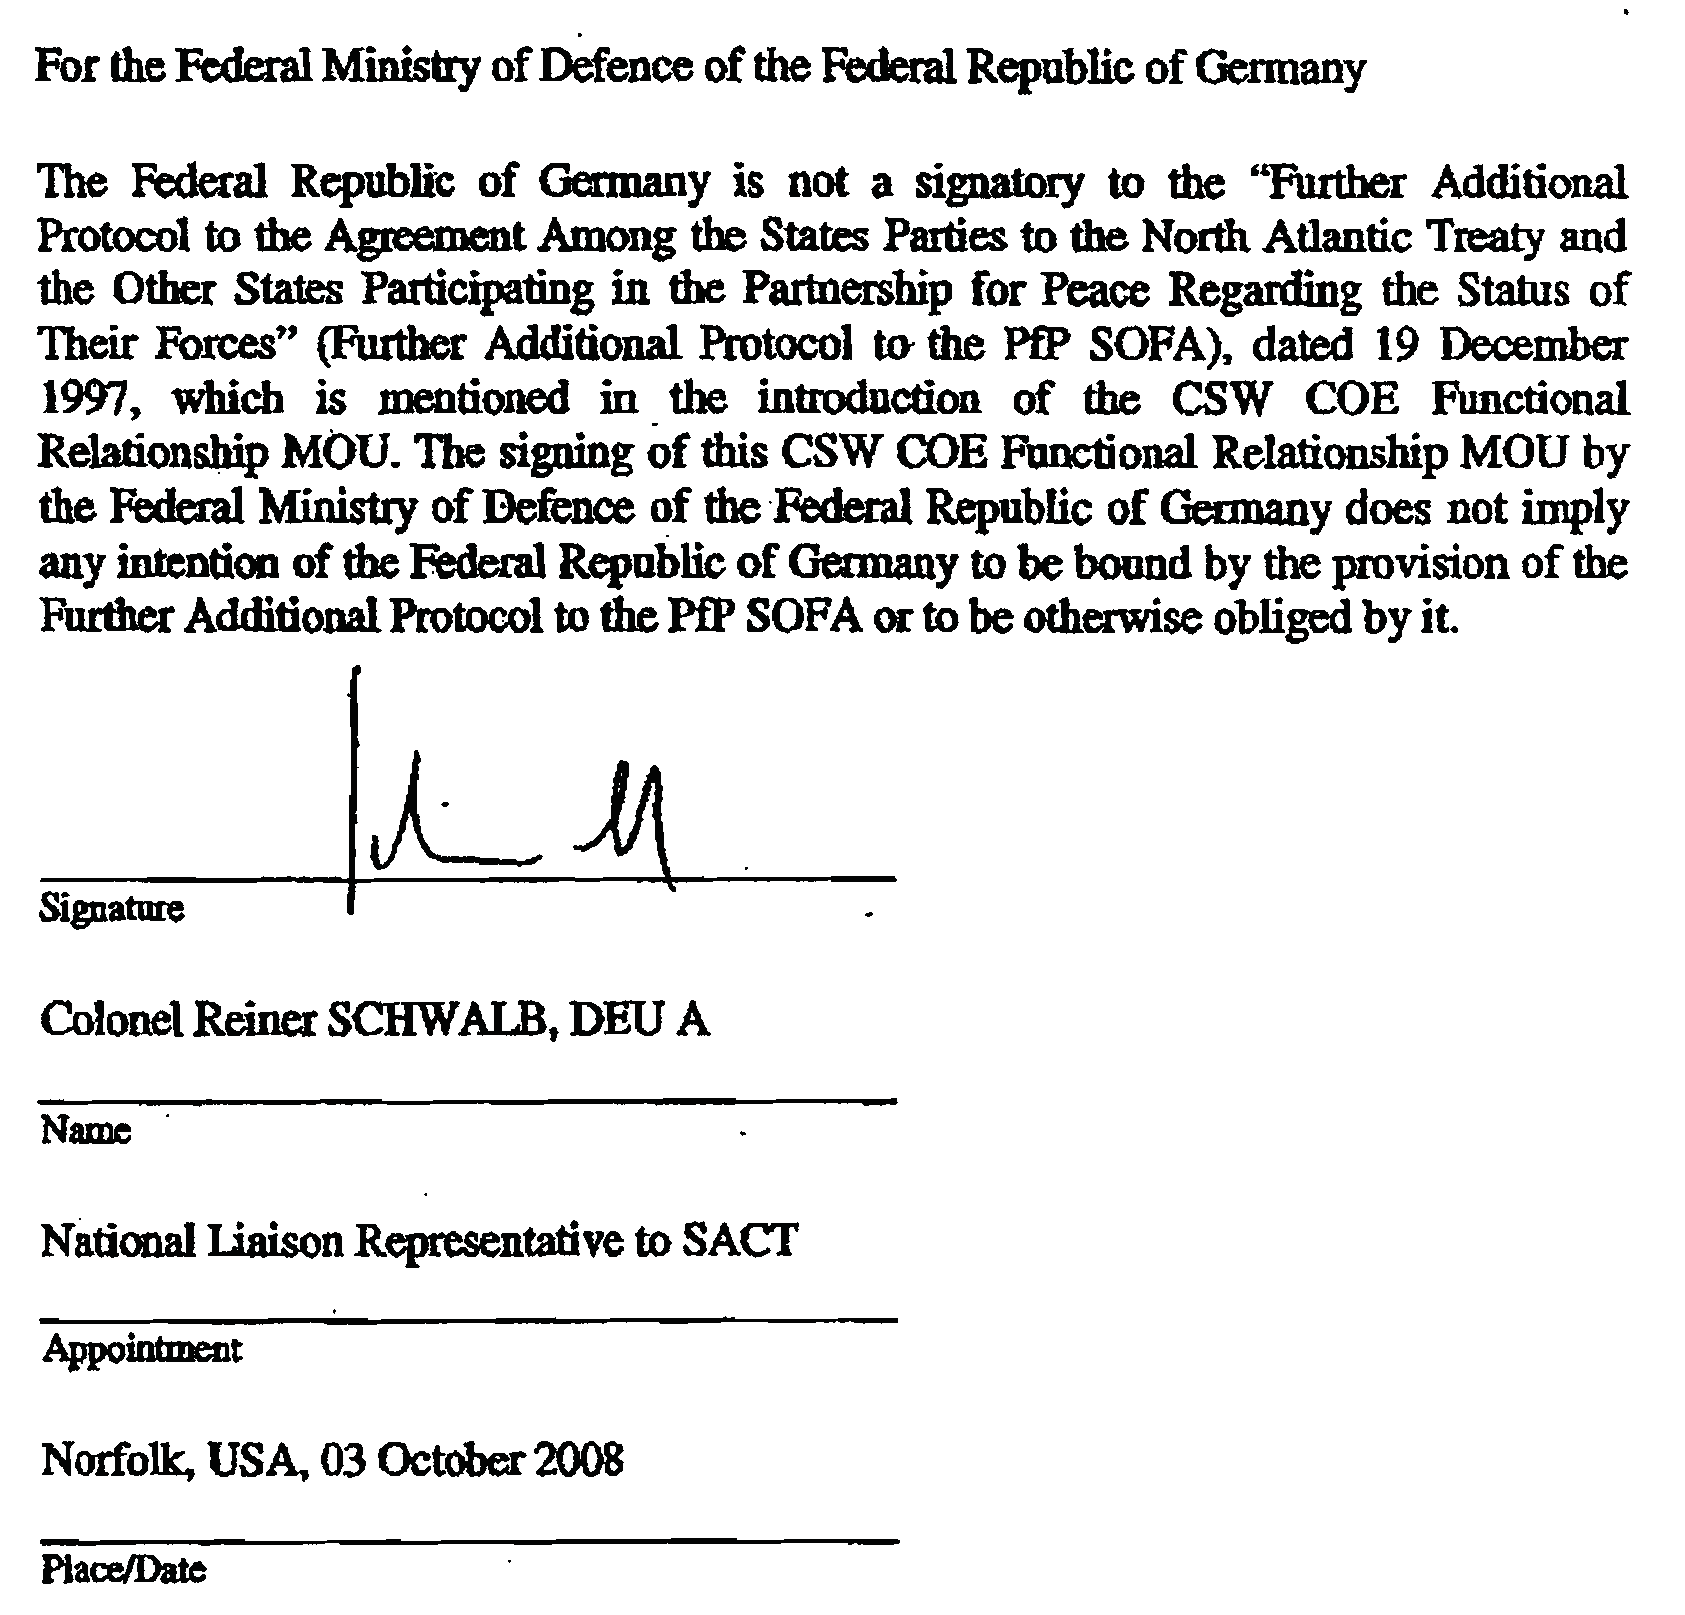 For the Federal Ministry of Defence of the Federal Republic of Germany
The Federal Republic of Germany is not a signatory to the “Further Additional
Protocol to the Agreement Among the States Parties to the North Atlantic Treaty and
the Other States Participating in the Partnership for Peace Regarding the Status of
Their Forces” (Further Additional Protocol to the PfP SOFA), dated 19 December
1997, which is mentioned in the introduction of the CSW COE Functional
Relationship MOU. The signing of this CSW COE Functional Relationship MOU by
the Federal Ministry of Defence of the Federal Republic of Germany does not imply
any intention of the Federal Republic of Germany to be bound by the provision of the
Further Additional Protocol to the PfP SOFA or to be otherwise obliged by it.
Signature
Colonel Reiner SCHWALB, DEU A
Name
National Liaison Representative to SACT
Appointment
Norfolk, USA, 03 October 2008
Place/Date